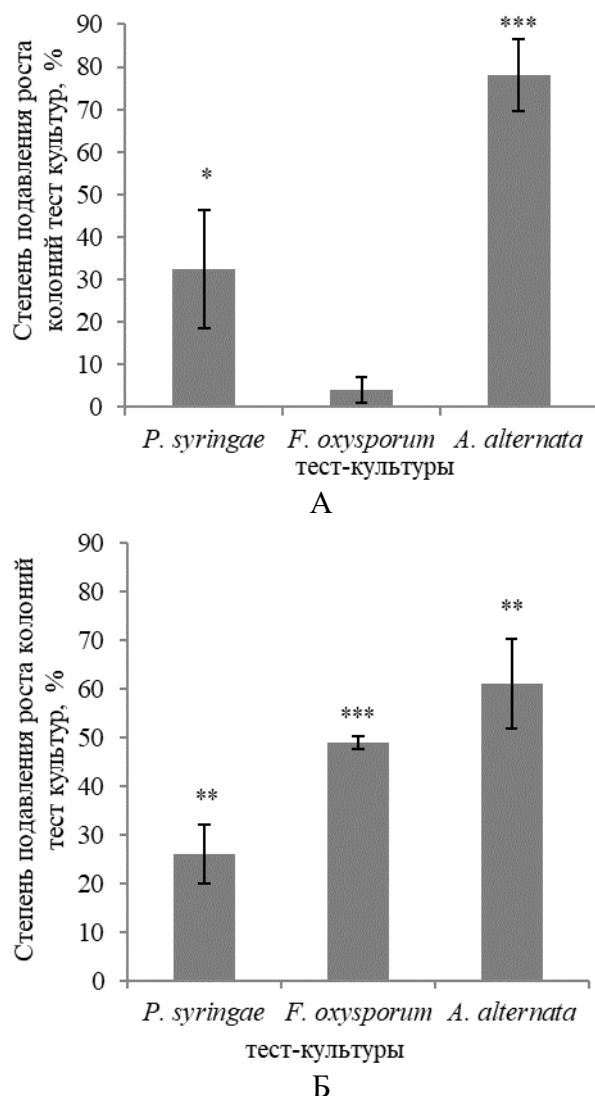 Степень подавления роста
колоний тест культур, %
90
80
70
60
50
40
30
20
10
0
*
***
P. syringae F. oxysporum A. alternata
тест-культуры
А
Степень подавления роста колоний
тест культур, %
90
80
70
60
50
40
30
20
10
0
**
***
**
P. syringae F. oxysporum A. alternata
тест-культуры
Б